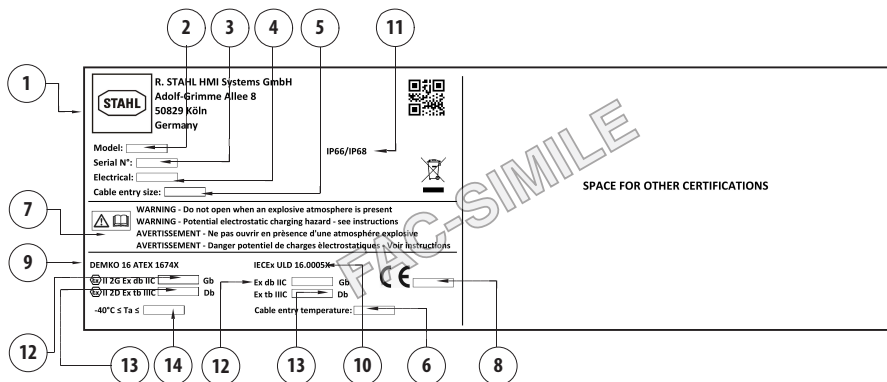 2 3 4 5 11
1
STAHL
R. STAHL HMI Systems GmbH
Adolf-Grimme Allee 8
50829 Köln
Germany
Model:
Serial N°:
Electrical:
Cable entry size:
IP66/IP68
FAC-SIMILE
SPACE FOR OTHER CERTIFICATIONS
7
WARNING - Do not open when an explosive atmosphere is present
WARNING - Potential electrostatic charging hazard - see instructions
AVERTISSEMENT - Ne pas ouvrir en prèsence d'une atmosphére explosive
AVERTISSEMENT - Danger potentiel de charges èlectrostatiques - Voir instructions
9
DEMKO 16 ATEX 1674X
Ex II 2G Ex db IIC Gb
Ex II 2D Ex tb IIIC Db
-40°C ≤ Ta ≤
IECEx ULD 16.0005X
Ex db IIC Gb
Ex tb IIIC Db
Cable entry temperature:
CE
12 13 14 12 13 10 6 8